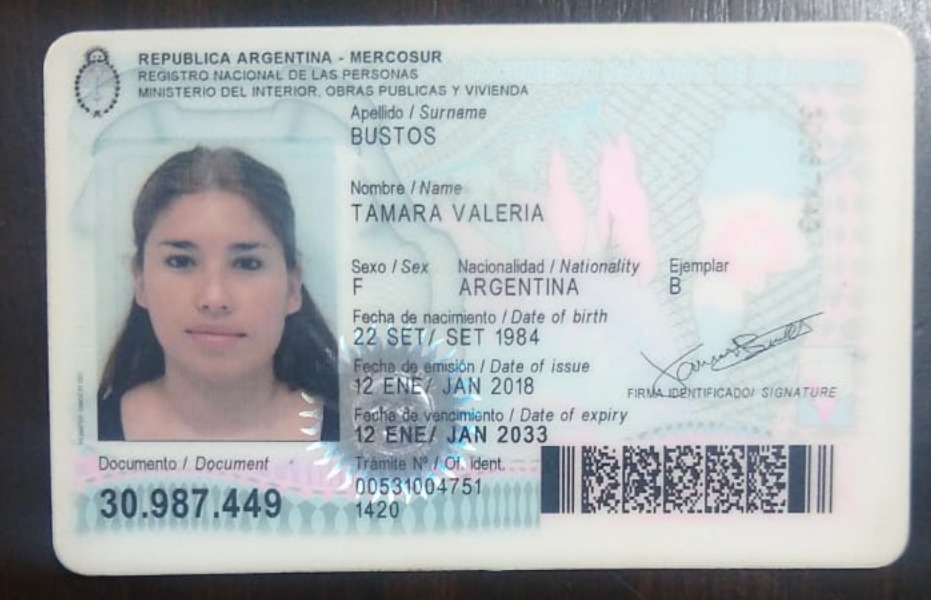 REPUBLICA ARGENTINA - MERCOSUR
REGISTRO NACIONAL DE LAS PERSONAS
MINISTERIO DEL INTERIOR, OBRAS PUBLICAS Y VIVIENDA
Apellido / Surname
BUSTOS
Nombre / Name
TAMARA VALERIA
Sexo / Sex Nacionalidad / Nationality Ejemplar
F ARGENTINA B
Fecha de nacimiento / Date of birth
22 SET/ SET 1984
Fecha de emisión / Date of issue
12 ENE/ JAN 2018
FIRMA IDENTIFICADO/ SIGNATURE
Fecha de vencimiento / Date of expiry
12 ENE/ JAN 2033
Documento / Document
30.987.449
Trámite Nº / Of. ident.
00531004751
1420